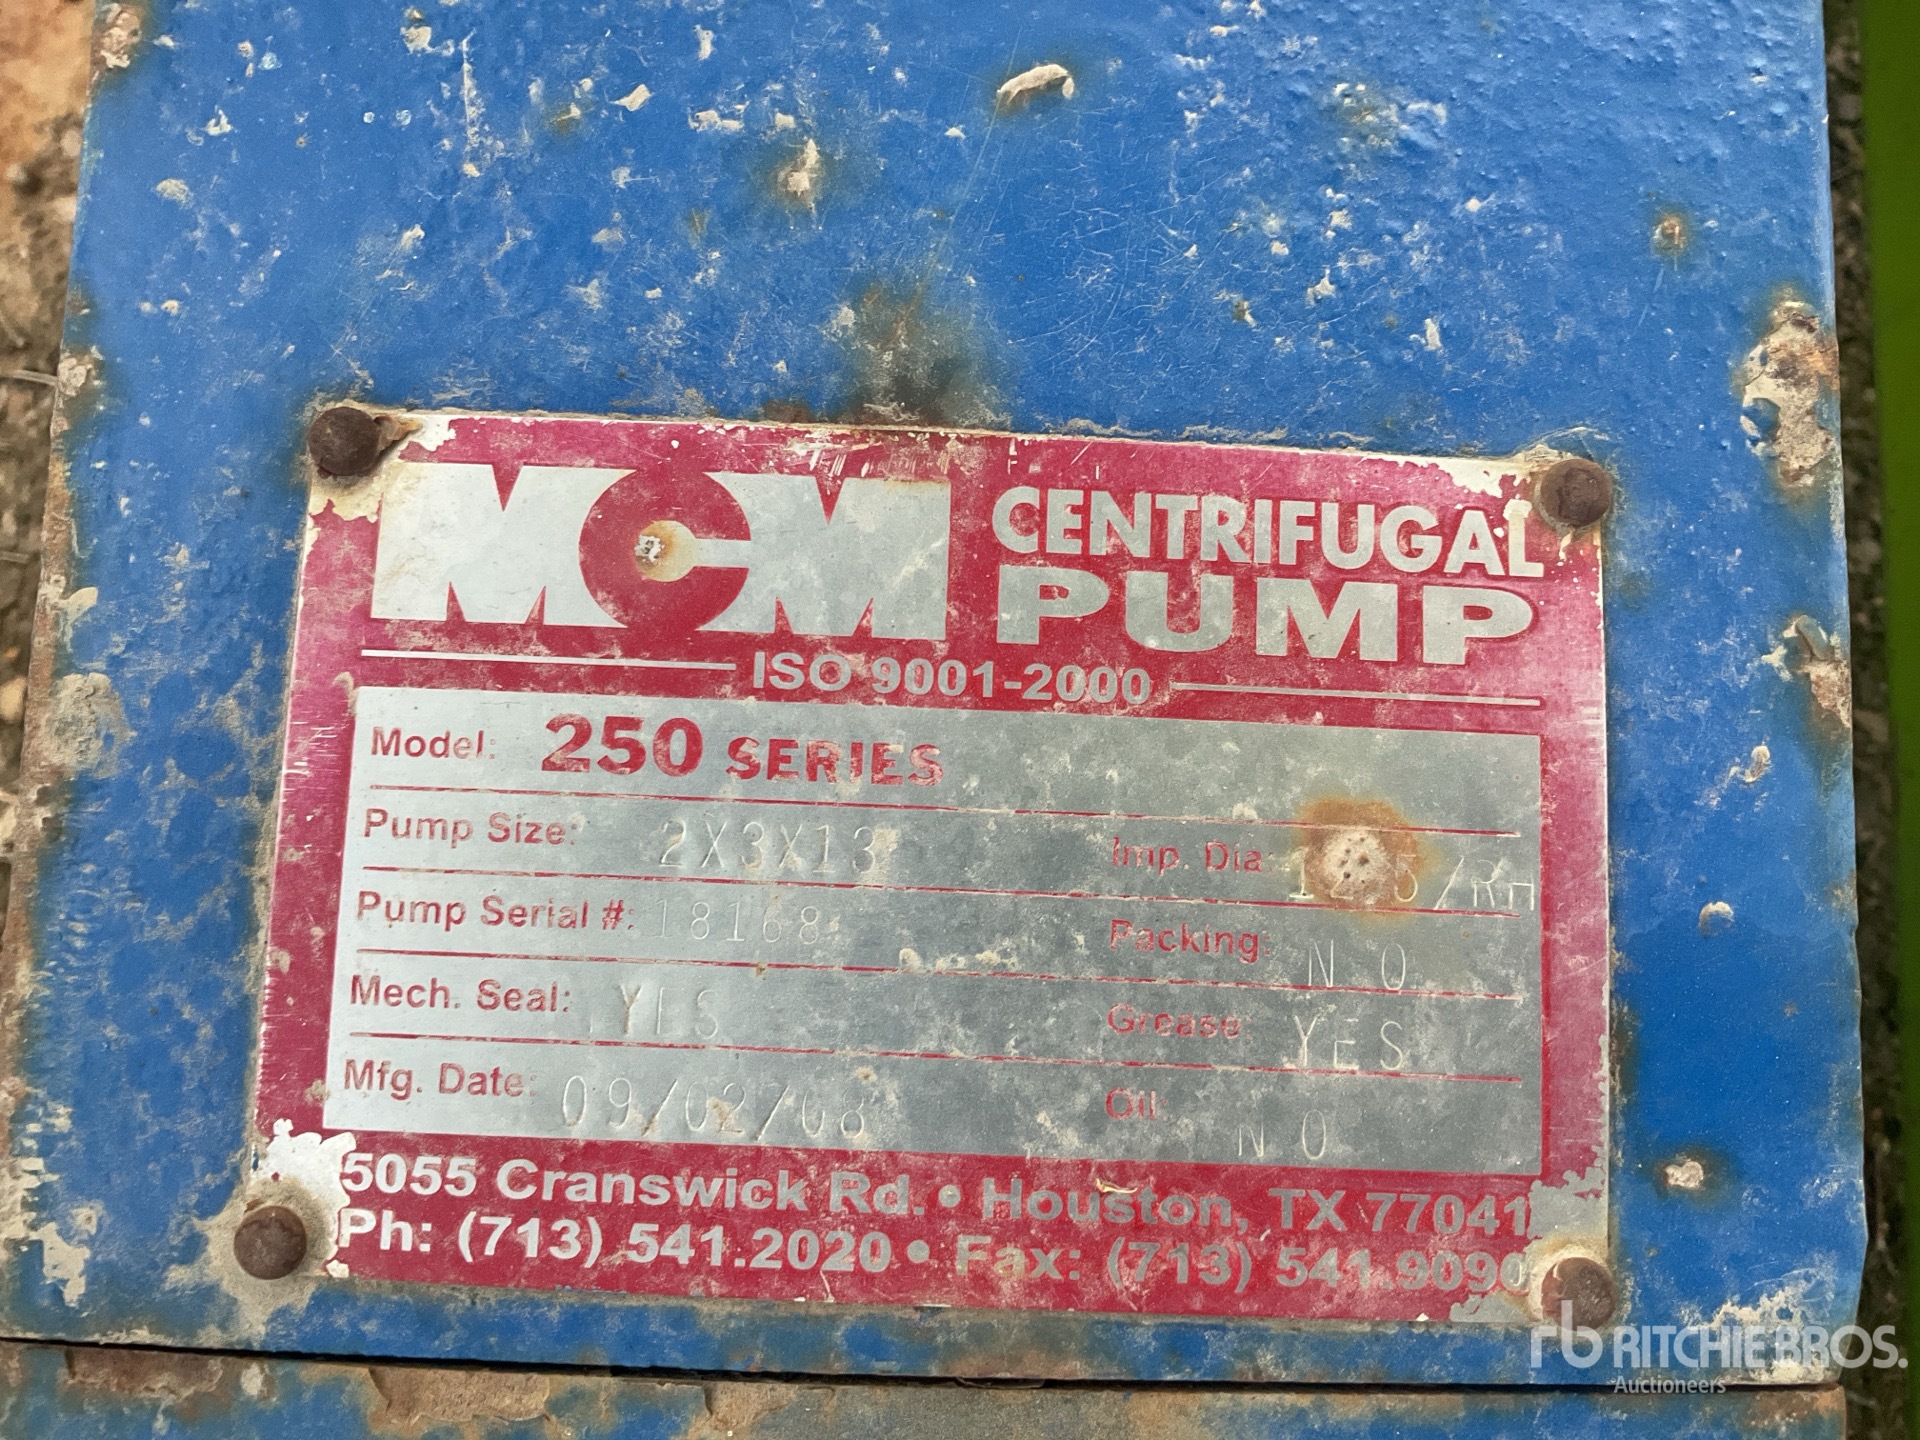 MCM CENTRIFUGAL
PUMP
ISO 9001-2000
Model: 250 SERIES
Pump Size: 2X3X13 Imp. Dia: /RH
Pump Serial #: 18168 Packing: NO
Mech. Seal: YES Grease: YES
Mfg. Date: 09/02/08 Oil: NO
5055 Cranswick Rd. • Houston, TX 77041
Ph: (713) 541.2020 • Fax: (713) 541.9090
rb RITCHIE BROS.
Auctioneers